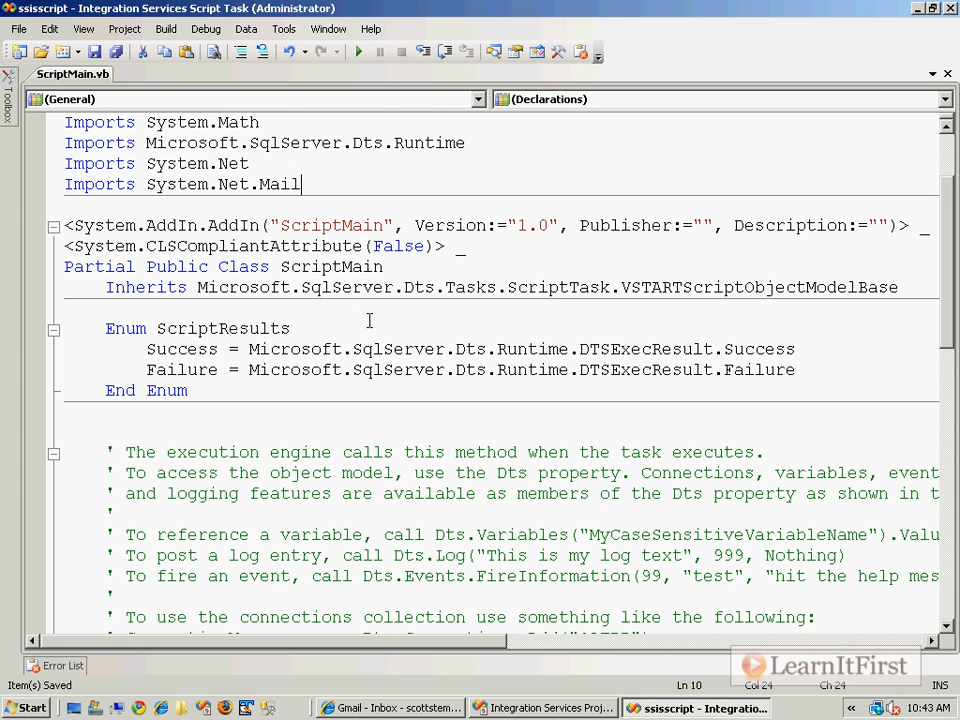 ssisscript - Integration Services Script Task (Administrator)
File Edit View Project Build Debug Data Tools Window Help
ScriptMain.vb
Toolbox
(General) (Declarations)
Imports System.Math
Imports Microsoft.SqlServer.Dts.Runtime
Imports System.Net
Imports System.Net.Mail
<System.AddIn.AddIn("ScriptMain", Version:="1.0", Publisher:="", Description:="")> _
<System.CLSCompliantAttribute(False)> _
Partial Public Class ScriptMain
Inherits Microsoft.SqlServer.Dts.Tasks.ScriptTask.VSTARTScriptObjectModelBase
Enum ScriptResults
Success = Microsoft.SqlServer.Dts.Runtime.DTSExecResult.Success
Failure = Microsoft.SqlServer.Dts.Runtime.DTSExecResult.Failure
End Enum
' The execution engine calls this method when the task executes.
' To access the object model, use the Dts property. Connections, variables, event
' and logging features are available as members of the Dts property as shown in t
'
' To reference a variable, call Dts.Variables("MyCaseSensitiveVariableName").Valu
' To post a log entry, call Dts.Log("This is my log text", 999, Nothing)
' To fire an event, call Dts.Events.FireInformation(99, "test", "hit the help mes
'
' To use the connections collection use something like the following:
Error List
LearnItFirst
Item(s) Saved Ln 10 Col 24 Ch 24 INS
Start Gmail - Inbox - scottstem... Integration Services Proj... ssisscript - Integratio... « 10:43 AM